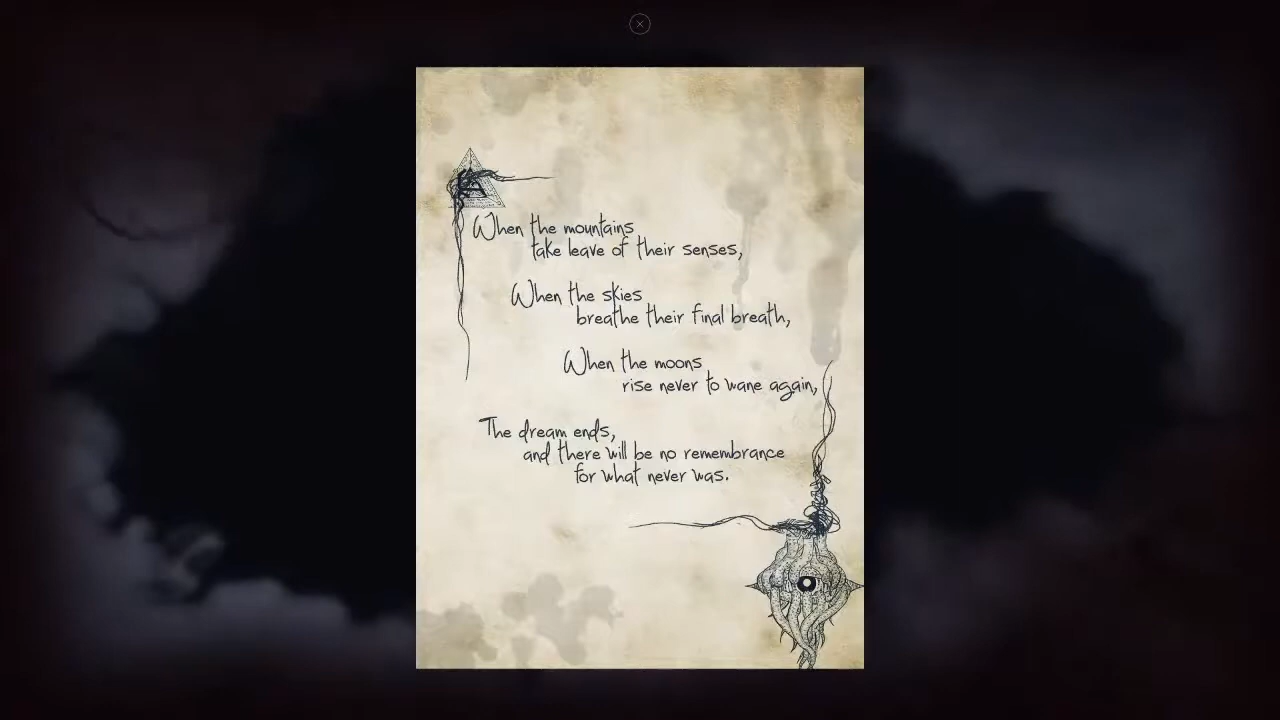 When the mountains
take leave of their senses,
When the skies
breathe their final breath,
When the moons
rise never to wane again,
The dream ends,
and there will be no remembrance
for what never was.